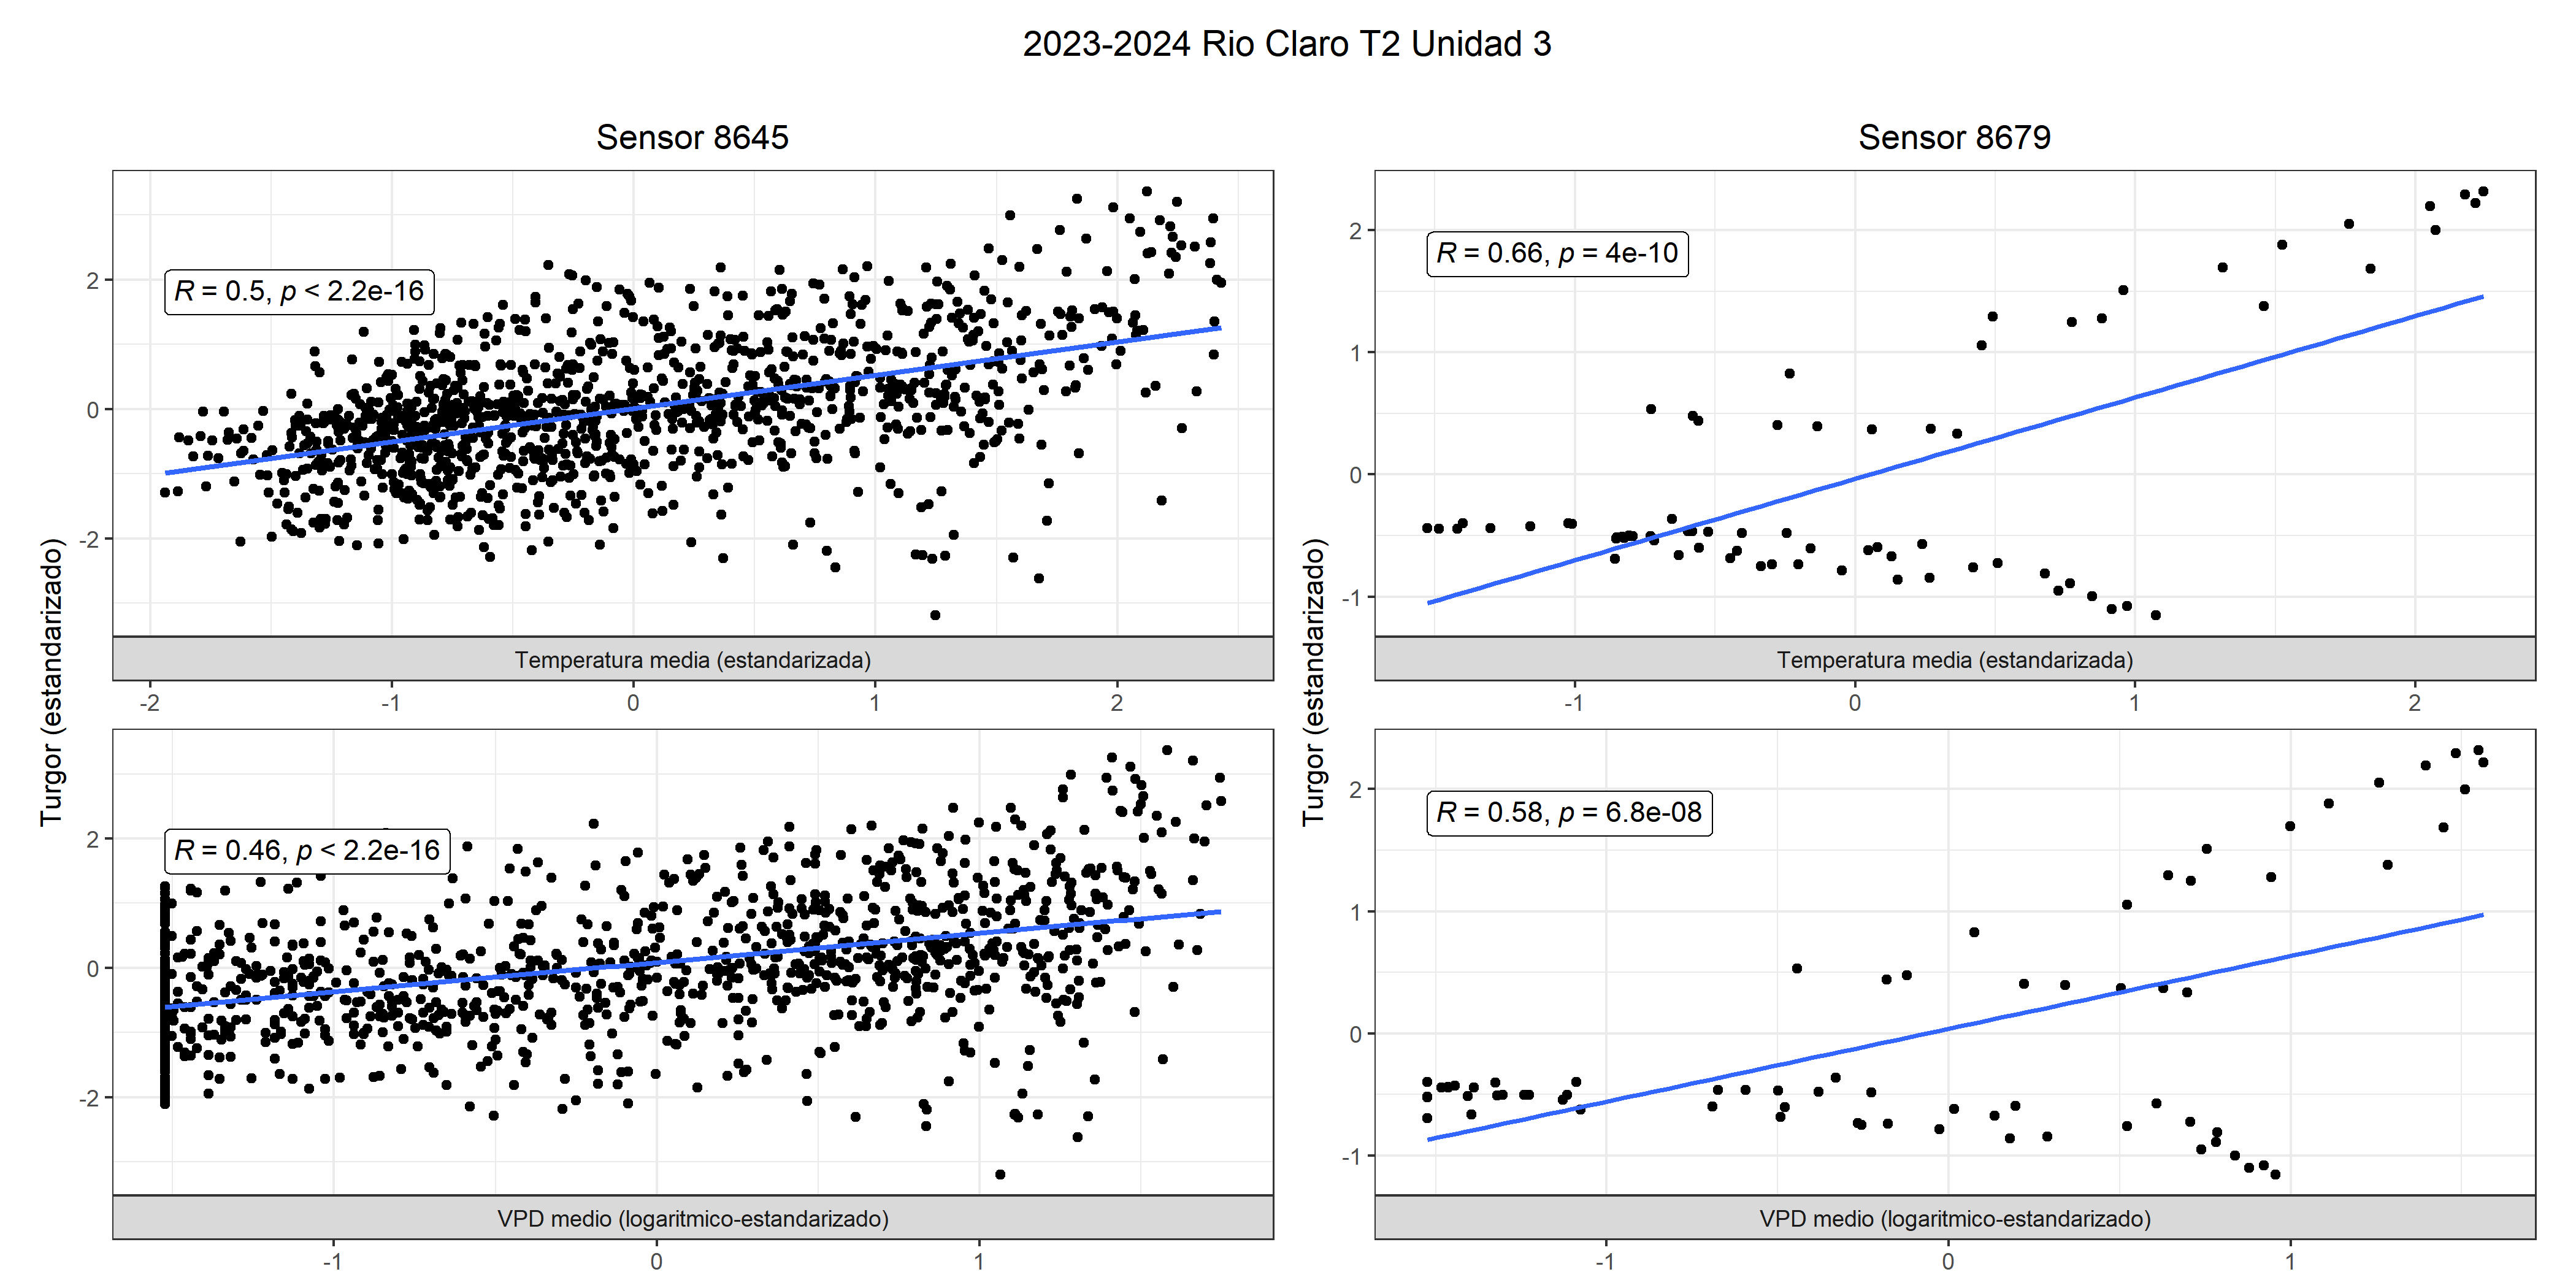 2023-2024 Rio Claro T2 Unidad 3
Sensor 8645
Turgor (estandarizado)
R = 0.5, p < 2.2e-16
2
0
-2
Temperatura media (estandarizada)
-2 -1 0 1 2
R = 0.46, p < 2.2e-16
2
0
-2
VPD medio (logaritmico-estandarizado)
-1 0 1
Sensor 8679
Turgor (estandarizado)
R = 0.66, p = 4e-10
2
1
0
-1
Temperatura media (estandarizada)
-1 0 1 2
R = 0.58, p = 6.8e-08
2
1
0
-1
VPD medio (logaritmico-estandarizado)
-1 0 1